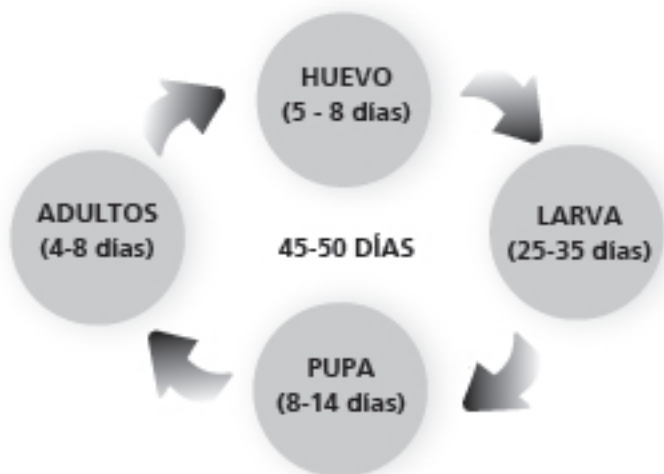 HUEVO
(5 - 8 días)
LARVA
(25-35 días)
PUPA
(8-14 días)
ADULTOS
(4-8 días)
45-50 DÍAS